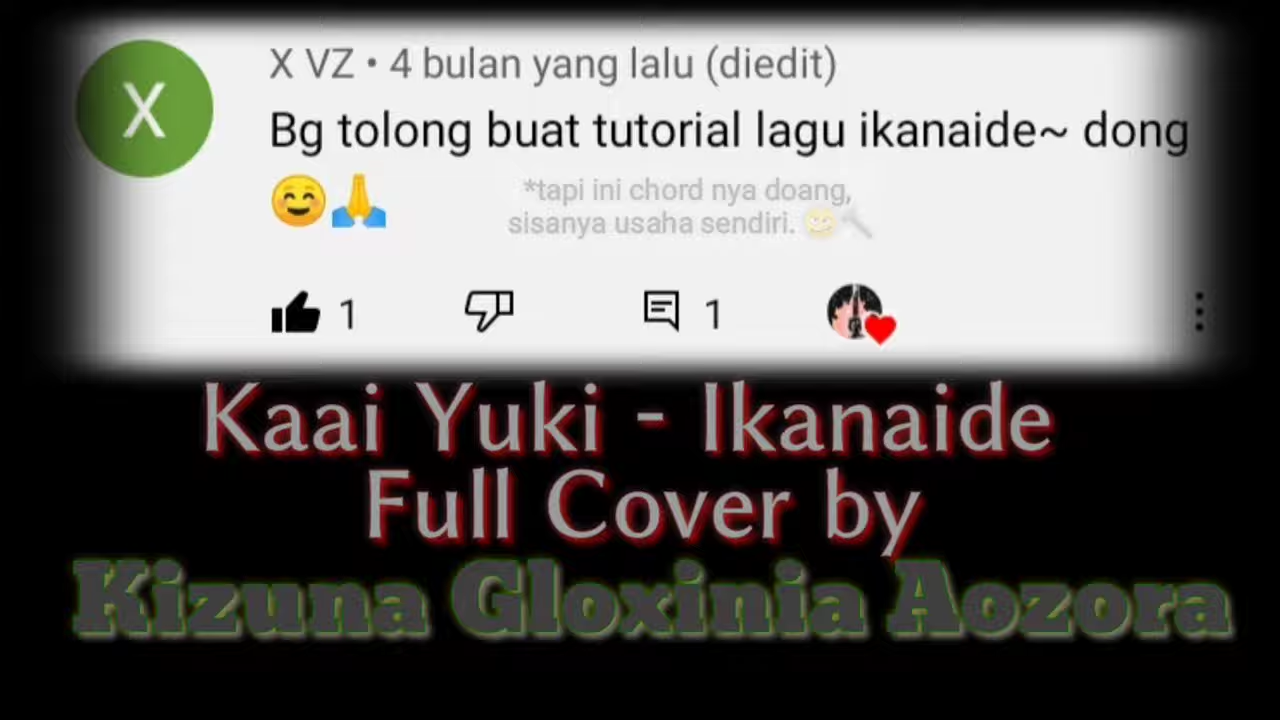 X
X VZ • 4 bulan yang lalu (diedit)
Bg tolong buat tutorial lagu ikanaide~ dong
😊🙏
*tapi ini chord nya doang,
sisanya usaha sendiri. 🌝🔨
1
1
Kaai Yuki - Ikanaide
Full Cover by
Kizuna Gloxinia Aozora